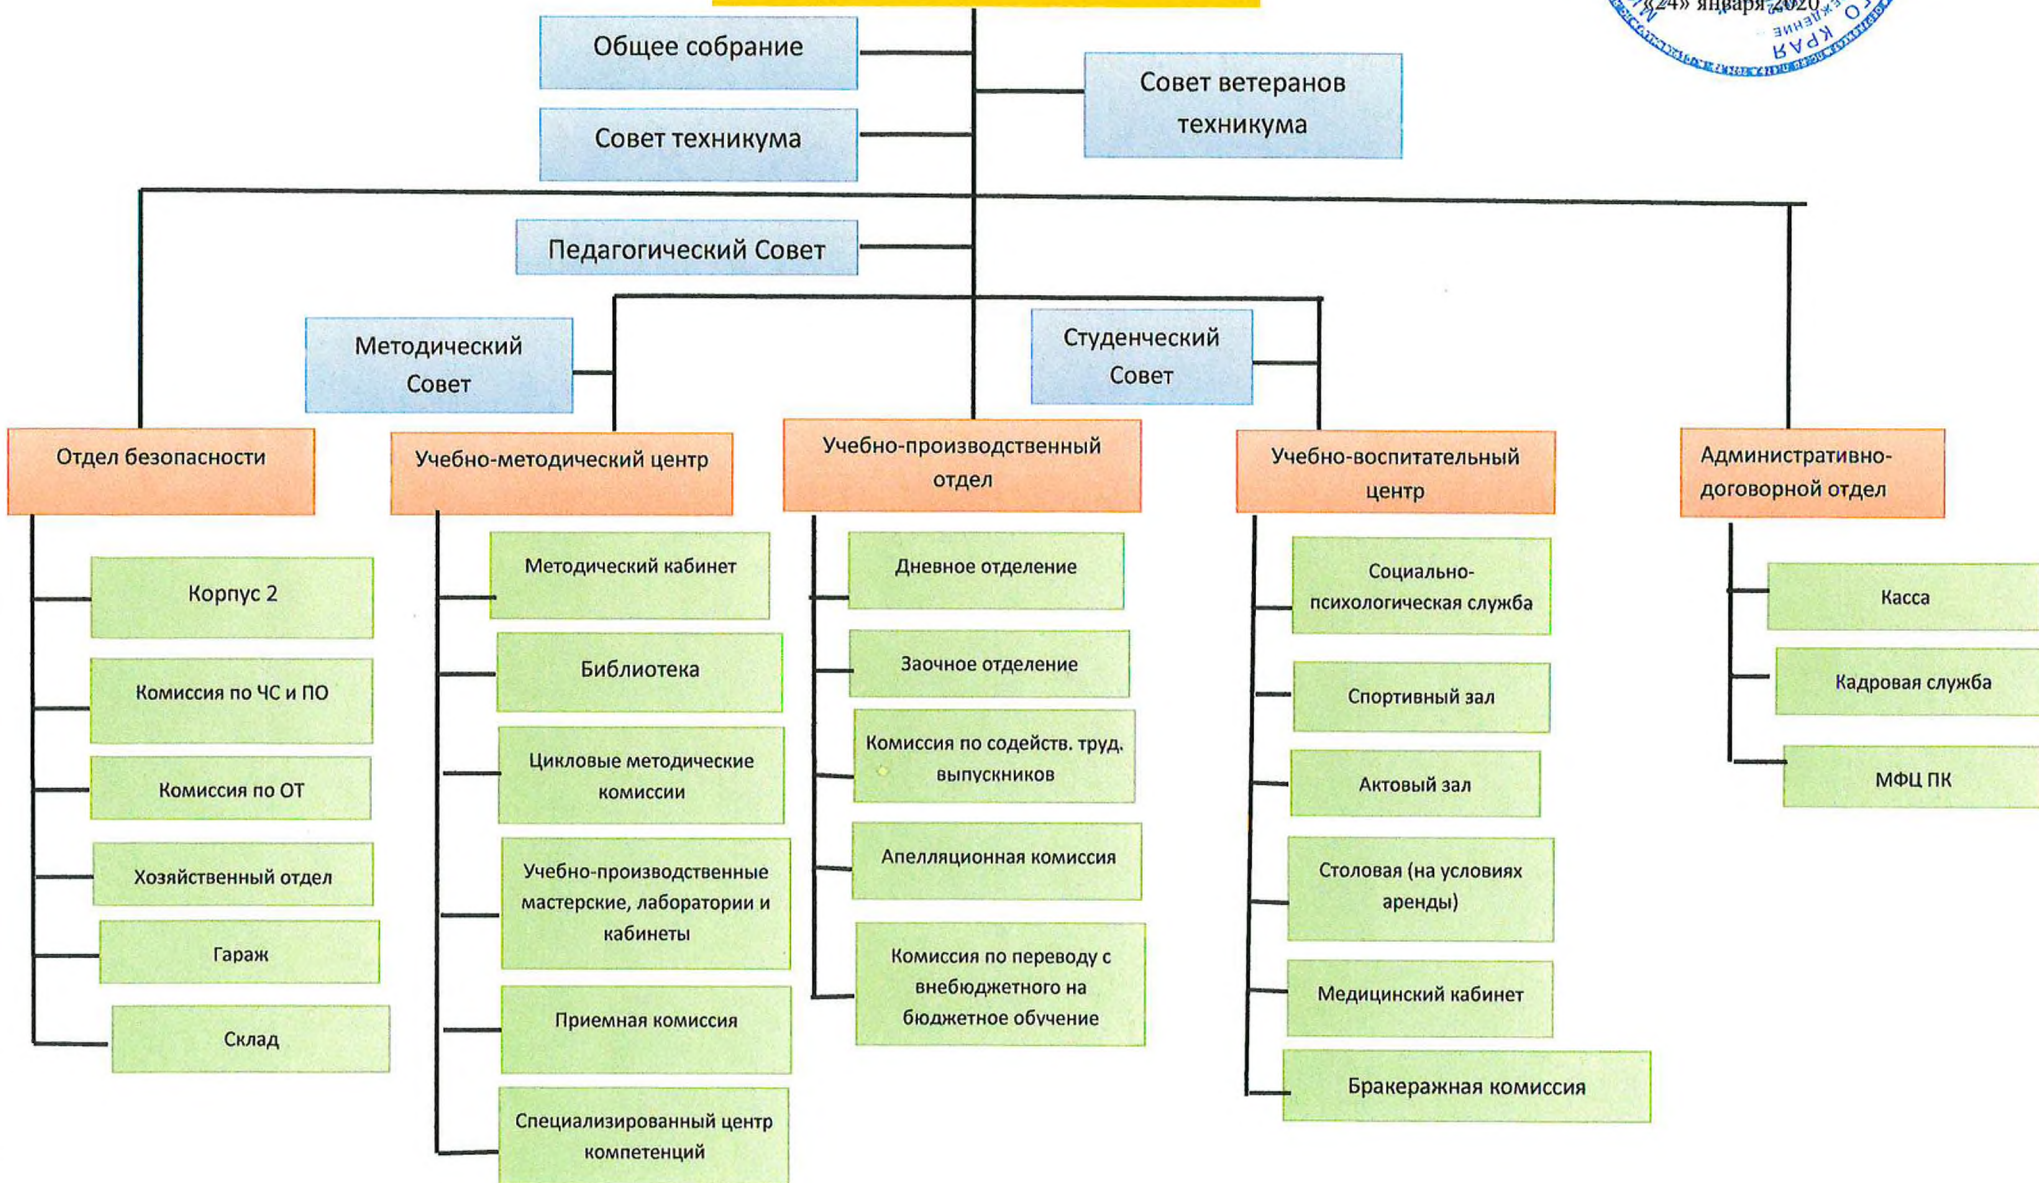 «24» января 2020
КРАЯ
Общее собрание
Совет ветеранов
техникума
Совет техникума
Педагогический Совет
Методический
Совет
Студенческий
Совет
Отдел безопасности
Корпус 2
Комиссия по ЧС и ПО
Комиссия по ОТ
Хозяйственный отдел
Гараж
Склад
Учебно-методический центр
Методический кабинет
Библиотека
Цикловые методические
комиссии
Учебно-производственные
мастерские, лаборатории и
кабинеты
Приемная комиссия
Специализированный центр
компетенций
Учебно-производственный
отдел
Дневное отделение
Заочное отделение
Комиссия по содейств. труд.
выпускников
Апелляционная комиссия
Комиссия по переводу с
внебюджетного на
бюджетное обучение
Учебно-воспитательный
центр
Социально-
психологическая служба
Спортивный зал
Актовый зал
Столовая (на условиях
аренды)
Медицинский кабинет
Бракеражная комиссия
Административно-
договорной отдел
Касса
Кадровая служба
МФЦ ПК